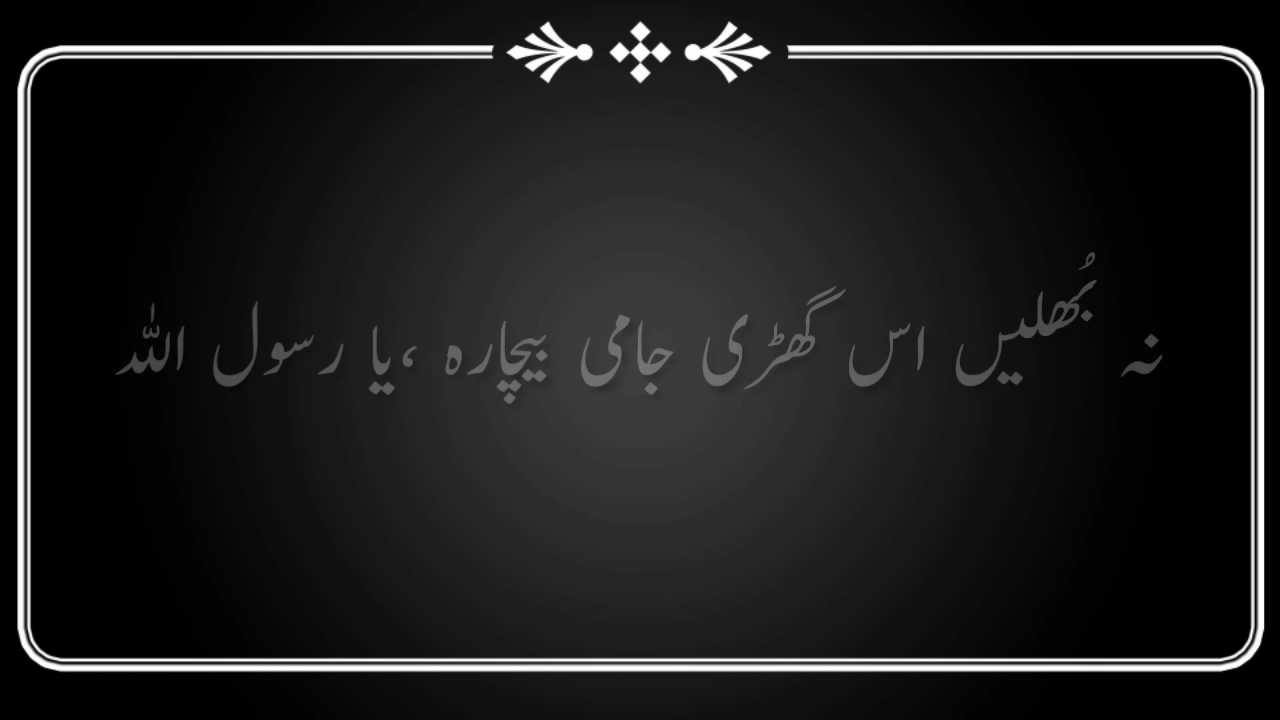 نہ بُھلیں اس گھڑی جامی بیچارہ ،یا رسول اللہ